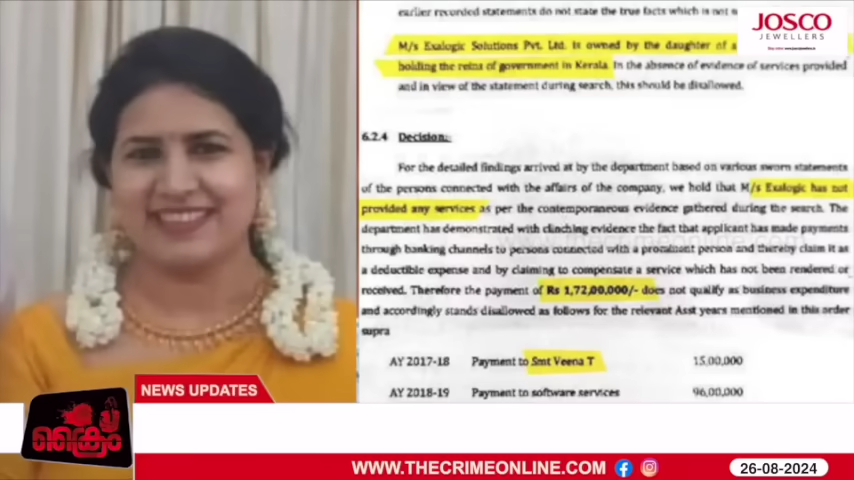 earlier recorded statements do not state the true facts which is not
JOSCO
JEWELLERS
M/s Exalogic Solutions Pvt. Ltd. is owned by the daughter of a
holding the reins of government in Kerala. In the absence of evidence of services provided
and in view of the statement during search, this should be disallowed.
6.2.4 Decision:
For the detailed findings arrived at by the department based on various sworn statements
of the persons connected with the affairs of the company, we hold that M/s Exalogic has not
provided any services as per the contemporaneous evidence gathered during the search. The
department has demonstrated with clinching evidence the fact that applicant has made payments
through banking channels to persons connected with a prominant person and thereby claim it as
a deductible expense and by claiming to compensate a service which has not been rendered or
received. Therefore the payment of Rs 1,72,00,000/- does not qualify as business expenditure
and accordingly stands disallowed as follows for the relevant Asst years mentioned in this order
supra
AY 2017-18 Payment to Smt Veena T 15,00,000
AY 2018-19 Payment to software services 96,00,000
NEWS UPDATES
ക്രൈം
WWW.THECRIMEONLINE.COM
26-08-2024